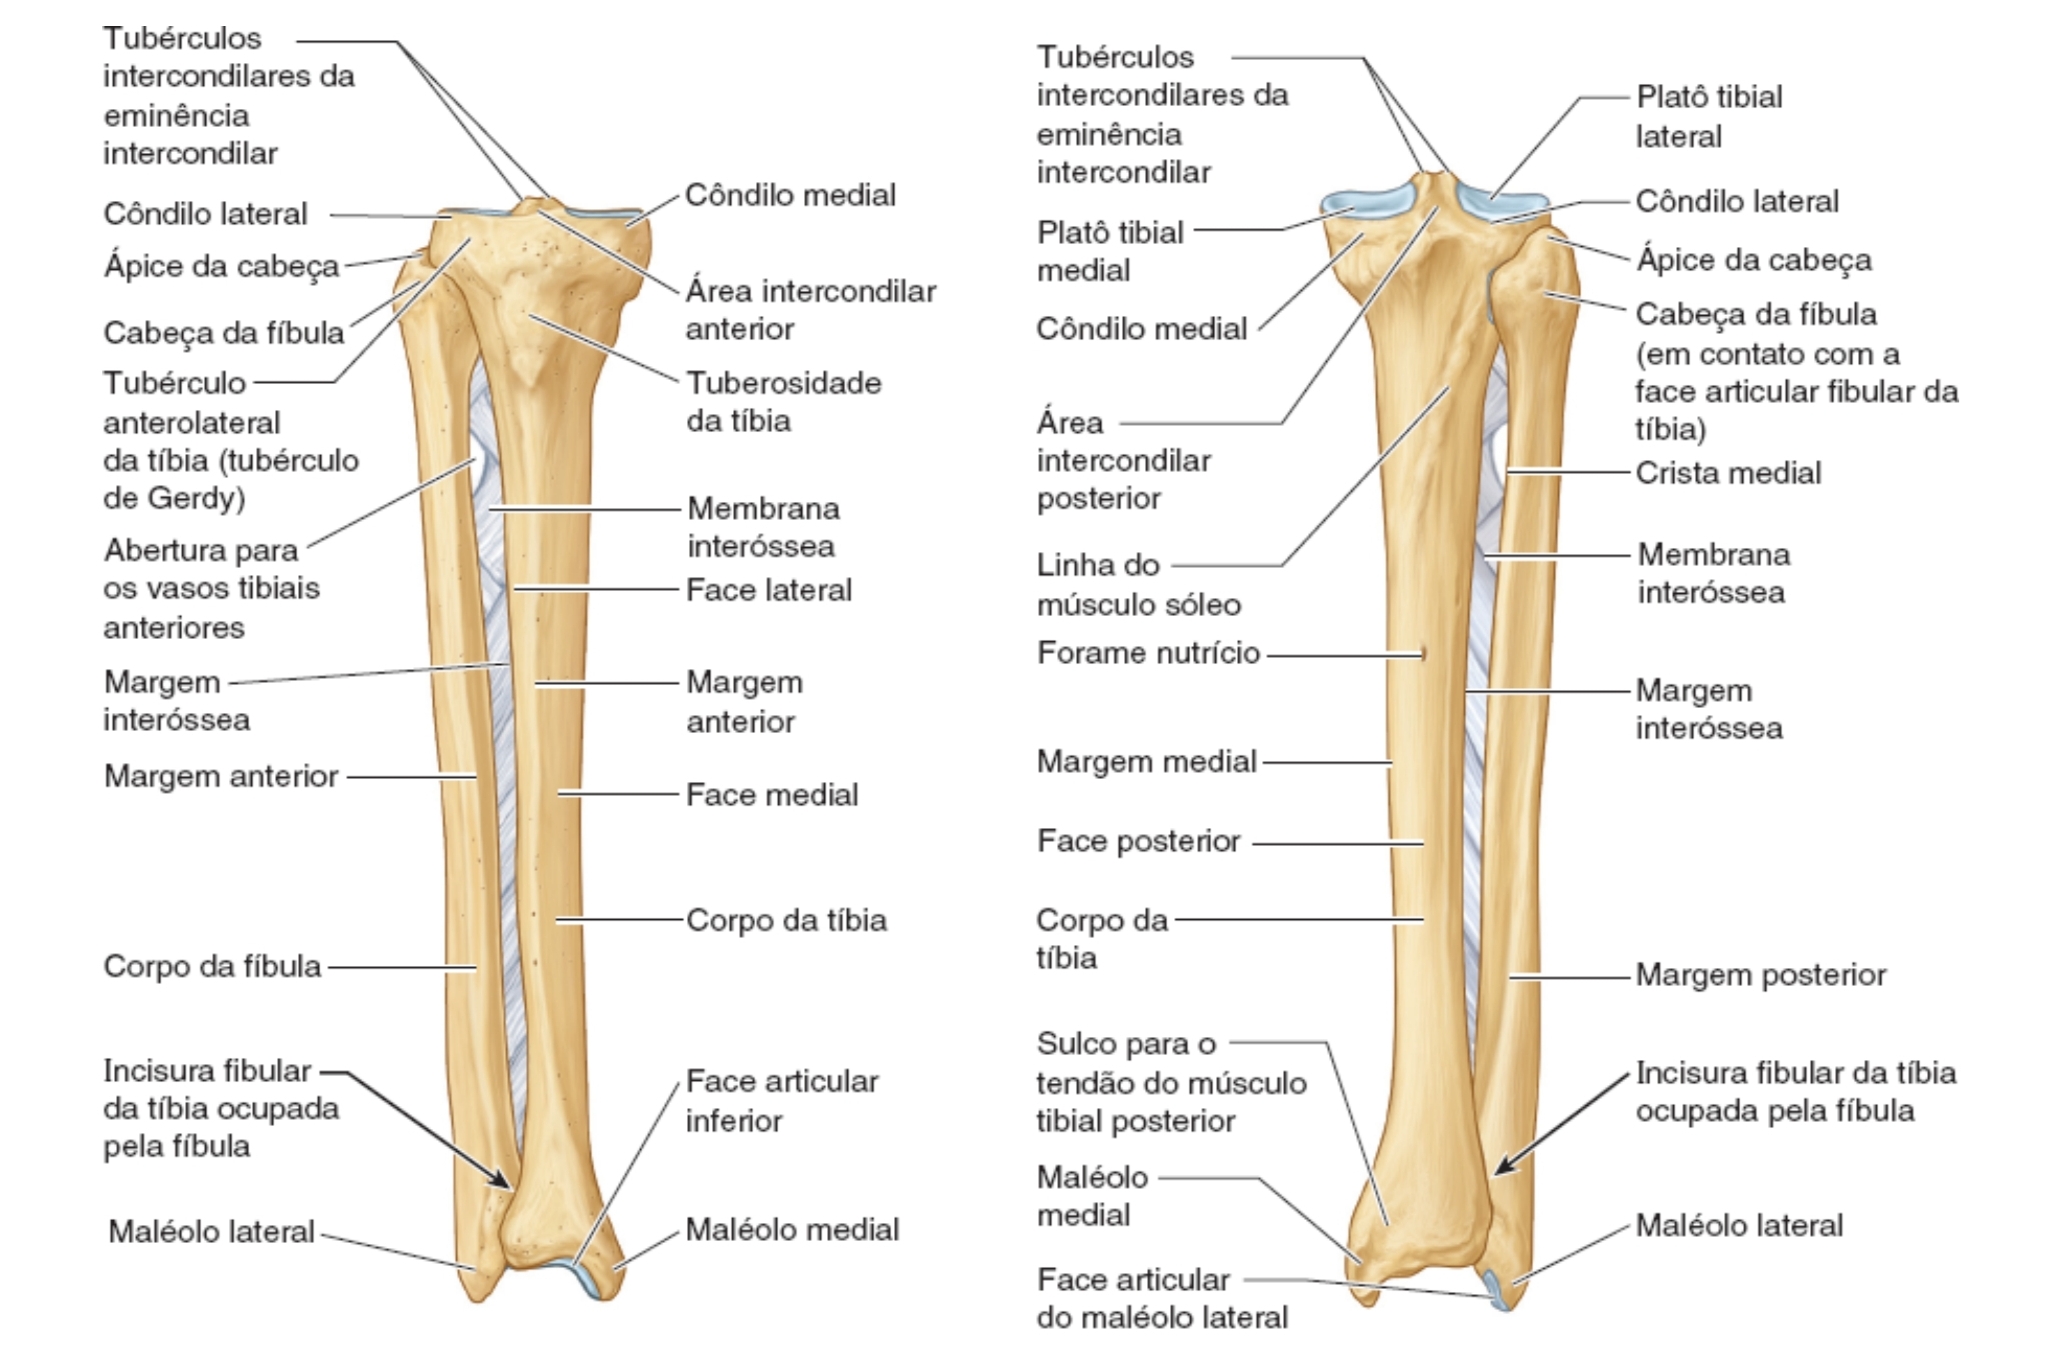 Tubérculos
intercondilares da
eminência
intercondilar
Côndilo lateral
Ápice da cabeça
Cabeça da fíbula
Tubérculo
anterolateral
da tíbia (tubérculo
de Gerdy)
Abertura para
os vasos tibiais
anteriores
Margem
interóssea
Margem anterior
Corpo da fíbula
Incisura fibular
da tíbia ocupada
pela fíbula
Maléolo lateral
Côndilo medial
Área intercondilar
anterior
Tuberosidade
da tíbia
Membrana
interóssea
Face lateral
Margem
anterior
Face medial
Corpo da tíbia
Face articular
inferior
Maléolo medial
Tubérculos
intercondilares da
eminência
intercondilar
Platô tibial
medial
Côndilo medial
Área
intercondilar
posterior
Linha do
músculo sóleo
Forame nutrício
Margem medial
Face posterior
Corpo da
tíbia
Sulco para o
tendão do músculo
tibial posterior
Maléolo
medial
Face articular
do maléolo lateral
Platô tibial
lateral
Côndilo lateral
Ápice da cabeça
Cabeça da fíbula
(em contato com a
face articular fibular da
tíbia)
Crista medial
Membrana
interóssea
Margem
interóssea
Margem posterior
Incisura fibular da tíbia
ocupada pela fíbula
Maléolo lateral